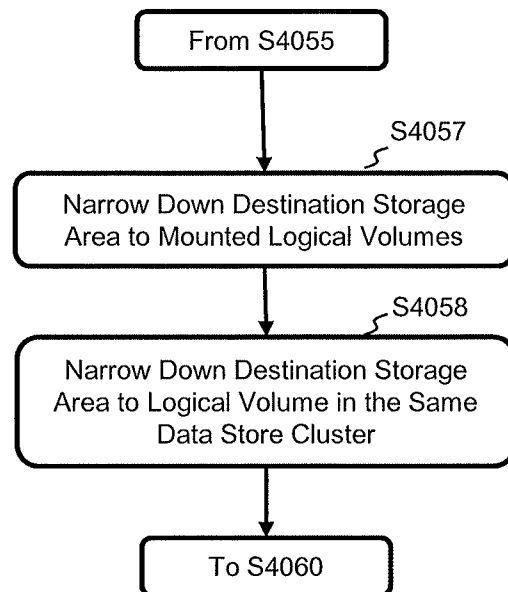 From S4055
S4057
Narrow Down Destination Storage
Area to Mounted Logical Volumes
S4058
Narrow Down Destination Storage
Area to Logical Volume in the Same
Data Store Cluster
To S4060